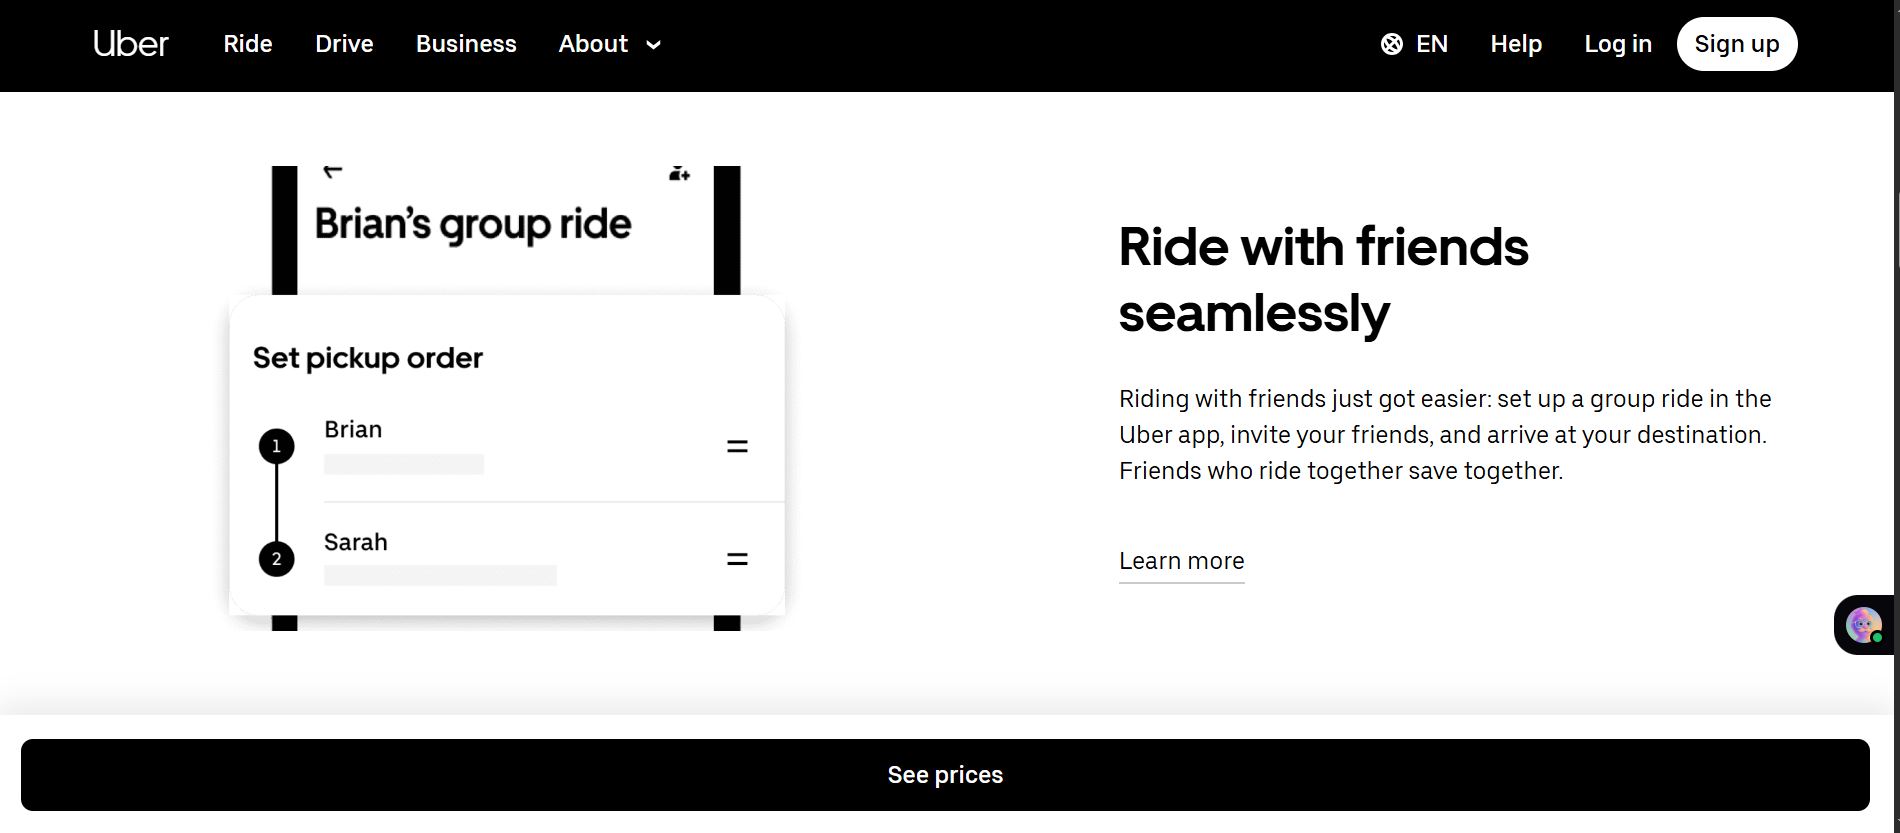 Uber
Ride
Drive
Business
About
EN
Help
Log in
Sign up
Brian's group ride
Set pickup order
1
Brian
2
Sarah
Ride with friends
seamlessly
Riding with friends just got easier: set up a group ride in the
Uber app, invite your friends, and arrive at your destination.
Friends who ride together save together.
Learn more
See prices